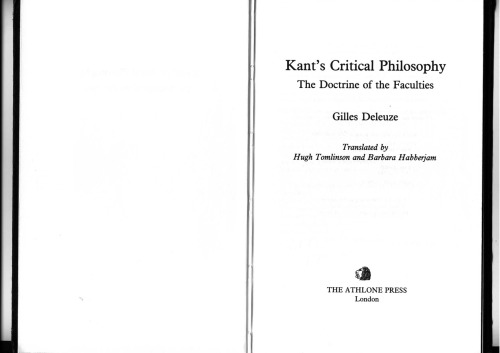 Kant's Critical Philosophy
The Doctrine of the Faculties
Gilles Deleuze
Translated by
Hugh Tomlinson and Barbara Habberjam
THE ATHLONE PRESS
London